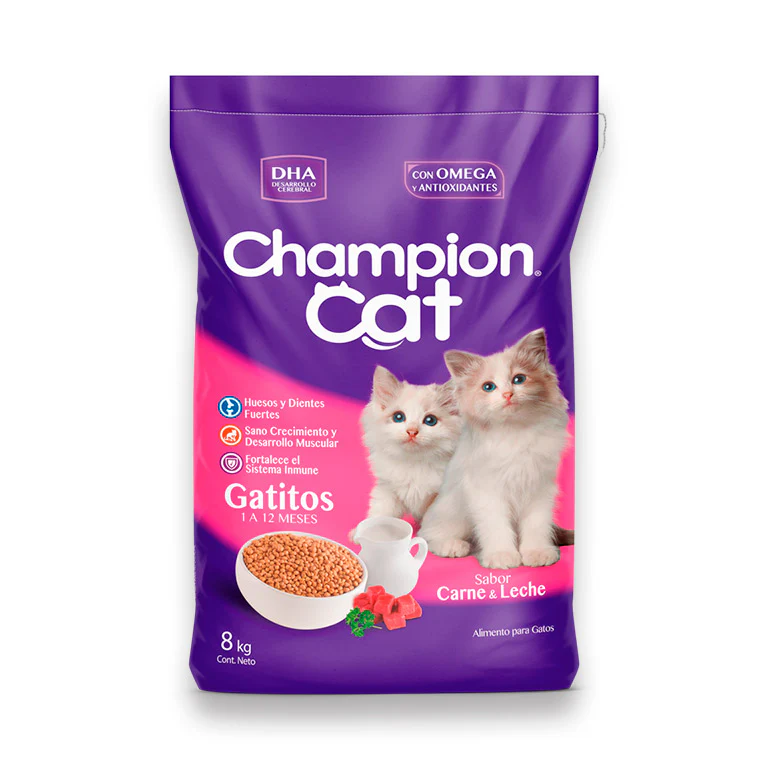 DHA
DESARROLLO
CEREBRAL
CON OMEGA
Y ANTIOXIDANTES
Champion®
Cat
Huesos y Dientes
Fuertes
Sano Crecimiento y
Desarrollo Muscular
Fortalece el
Sistema Inmune
Gatitos
1 A 12 MESES
Sabor
Carne & Leche
Alimento para Gatos
8 kg
Cont. Neto